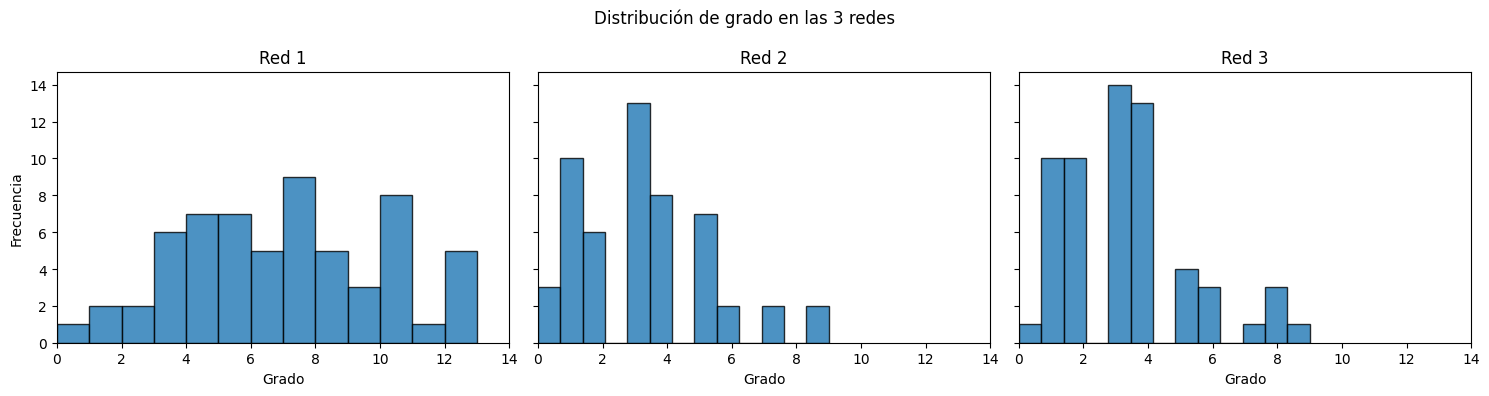 Distribución de grado en las 3 redes
Red 1
Red 2
Red 3
Frecuencia
14
12
10
8
6
4
2
0
0 2 4 6 8 10 12 14
0 2 4 6 8 10 12 14
0 2 4 6 8 10 12 14
Grado
Grado
Grado